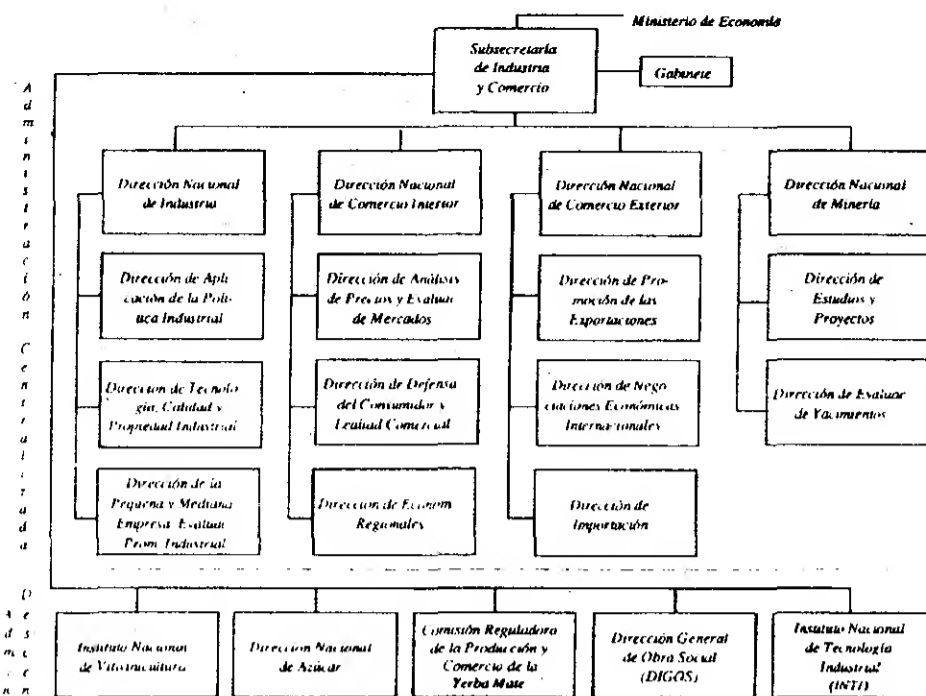 Ministerio de Economía
Subsecretaría
de Industria
y Comercio
Gabinete
Administración Centralizada
Dirección Nacional
de Industria
Dirección Nacional
de Comercio Interior
Dirección Nacional
de Comercio Exterior
Dirección Nacional
de Minería
Dirección de Apli
cación de la Polí-
tica Industrial
Dirección de Análisis
de Precios y Evaluac
de Mercados
Dirección de Pro-
moción de las
Exportaciones
Dirección de
Estudios y
Proyectos
Dirección de Tecnolo
gía, Calidad y
Propiedad Industrial
Dirección de Defensa
del Consumidor y
Lealtad Comercial
Dirección de Nego
ciaciones Económicas
Internacionales
Dirección de Evaluac
de Yacimientos
Dirección de la
Pequeña y Mediana
Empresa Evaluac
Prom Industrial
Dirección de Econom
Regionales
Dirección de
Importación
Instituto Nacional
de Vitivinicultura
Dirección Nacional
de Azúcar
Comisión Reguladora
de la Producción y
Comercio de la
Yerba Mate
Dirección General
de Obra Social
(DIGOS)
Instituto Nacional
de Tecnología
Industrial
(INTI)